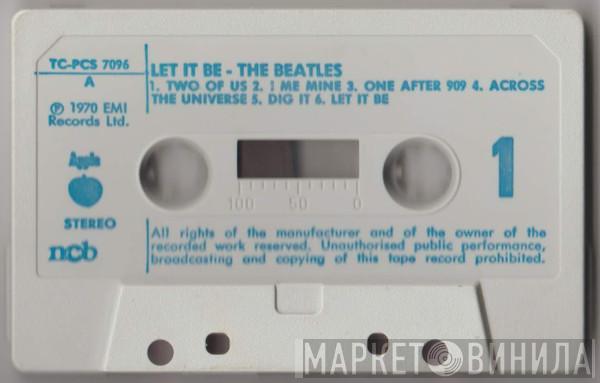 TC-PCS 7096
A
LET IT BE - THE BEATLES
1. TWO OF US 2. I ME MINE 3. ONE AFTER 909 4. ACROSS
THE UNIVERSE 5. DIG IT 6. LET IT BE
℗ 1970 EMI
Records Ltd.
Apple
STEREO
ncb
1
100 50 0
All rights of the manufacturer and of the owner of the
recorded work reserved. Unauthorised public performance,
broadcasting and copying of this tape record prohibited.
МАРКЕТ ВИНИЛА